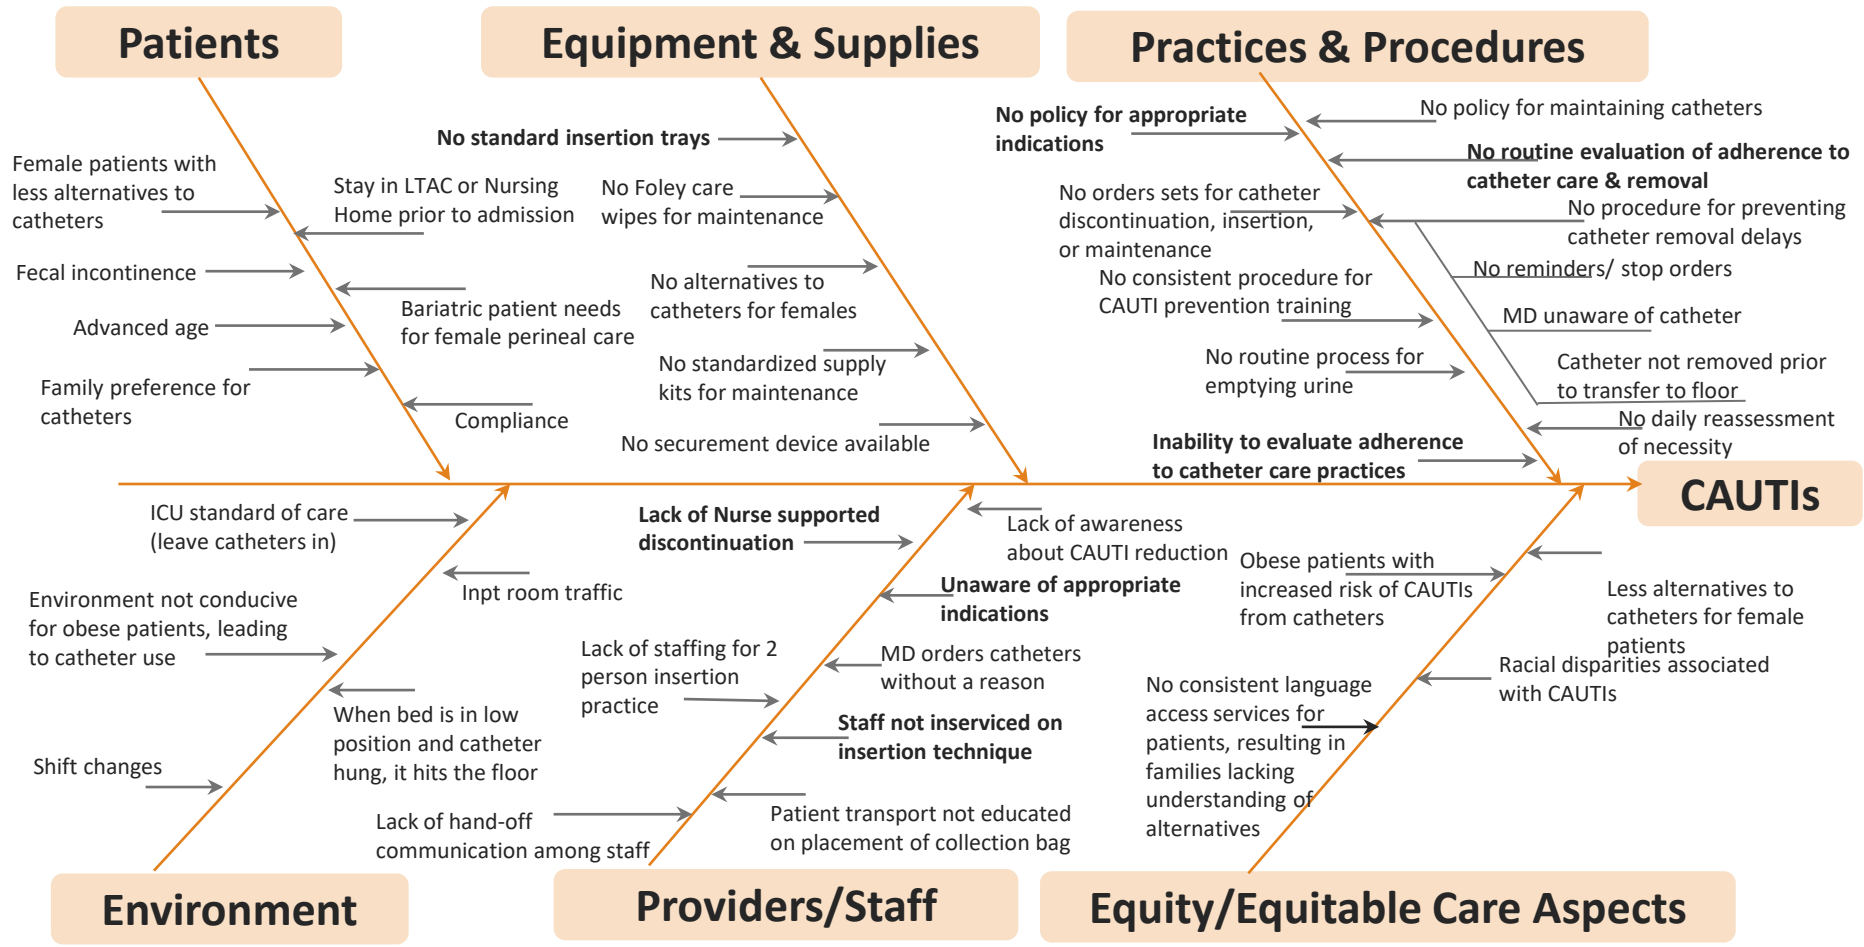 Patients
Equipment & Supplies
Practices & Procedures
Female patients with
less alternatives to
catheters
Stay in LTAC or Nursing
Home prior to admission
Fecal incontinence
Bariatric patient needs
for female perineal care
Advanced age
Family preference for
catheters
Compliance
No standard insertion trays
No Foley care
wipes for maintenance
No alternatives to
catheters for females
No standardized supply
kits for maintenance
No securement device available
No policy for appropriate
indications
No policy for maintaining catheters
No routine evaluation of adherence to
catheter care & removal
No orders sets for catheter
discontinuation, insertion,
or maintenance
No procedure for preventing
catheter removal delays
No reminders/ stop orders
MD unaware of catheter
Catheter not removed prior
to transfer to floor
No consistent procedure for
CAUTI prevention training
No routine process for
emptying urine
No daily reassessment
of necessity
Inability to evaluate adherence
to catheter care practices
CAUTIs
ICU standard of care
(leave catheters in)
Inpt room traffic
Environment not conducive
for obese patients, leading
to catheter use
When bed is in low
position and catheter
hung, it hits the floor
Shift changes
Lack of Nurse supported
discontinuation
Lack of awareness
about CAUTI reduction
Unaware of appropriate
indications
Lack of staffing for 2
person insertion
practice
MD orders catheters
without a reason
Staff not inserviced on
insertion technique
Lack of hand-off
communication among staff
Patient transport not educated
on placement of collection bag
Obese patients with
increased risk of CAUTIs
from catheters
Less alternatives to
catheters for female
patients
Racial disparities associated
with CAUTIs
No consistent language
access services for
patients, resulting in
families lacking
understanding of
alternatives
Environment
Providers/Staff
Equity/Equitable Care Aspects